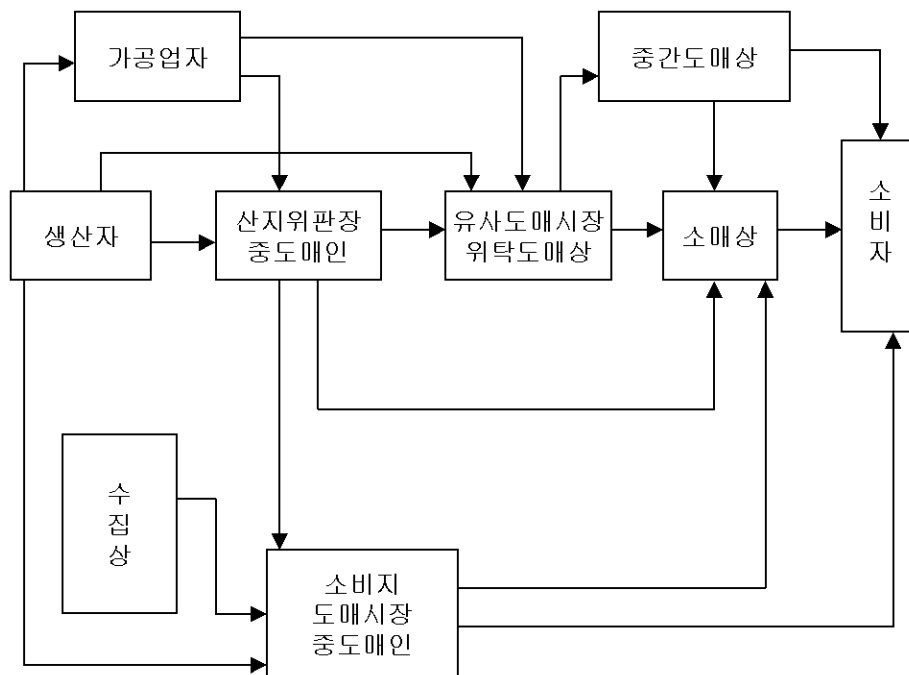 가공업자
중간도매상
생산자
산지위판장
중도매인
유사도매시장
위탁도매상
소매상
소
비
자
수
집
상
소비지
도매시장
중도매인